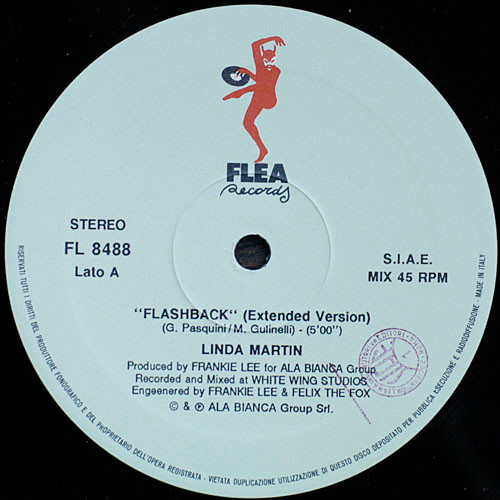 FLEA
Records
STEREO
FL 8488
Lato A
S.I.A.E.
MIX 45 RPM
"FLASHBACK" (Extended Version)
(G. Pasquini/M. Gulinelli) - (5'00")
LINDA MARTIN
Produced by FRANKIE LEE for ALA BIANCA Group
Recorded and Mixed at WHITE WING STUDIOS
Engeenered by FRANKIE LEE & FELIX THE FOX
© & ℗ ALA BIANCA Group Srl.
RISERVATI TUTTI I DIRITTI DEL PRODUTTORE FONOGRAFICO E DEL PROPRIETARIO DELL'OPERA REGISTRATA - VIETATA DUPLICAZIONE UTILIZZAZIONE DI QUESTO DISCO DEPOSITATO PER PUBBLICA ESECUZIONE E RADIODIFFUSIONE - MADE IN ITALY